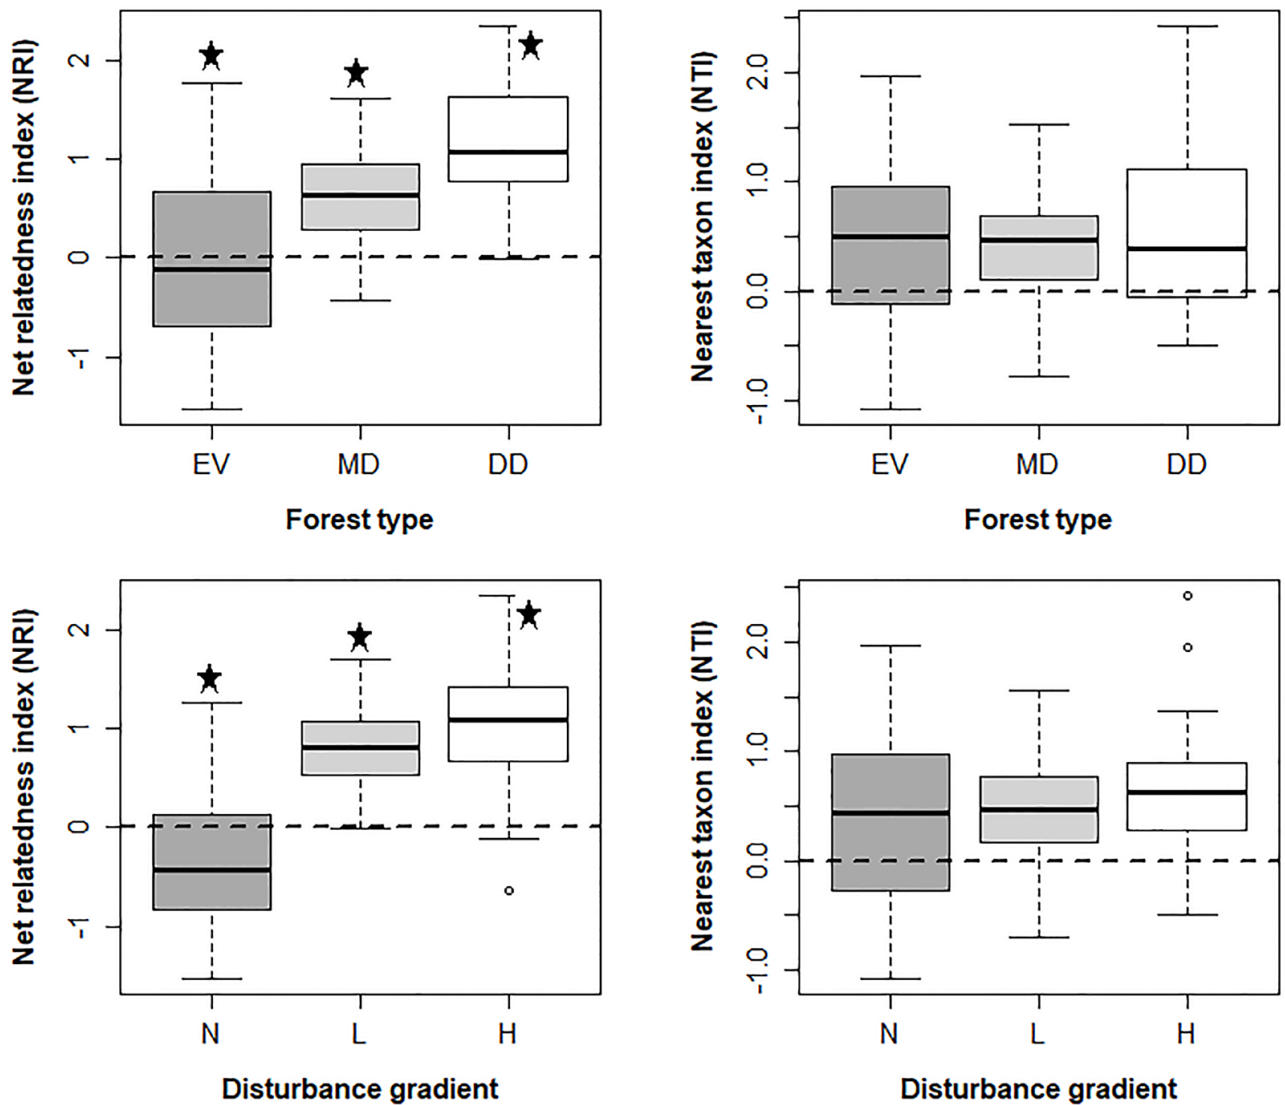 Net relatedness index (NRI)
2
1
0
-1
EV MD DD
Forest type
Nearest taxon index (NTI)
2.0
1.0
0.0
-1.0
EV MD DD
Forest type
Net relatedness index (NRI)
2
1
0
-1
N L H
Disturbance gradient
Nearest taxon index (NTI)
2.0
1.0
0.0
-1.0
N L H
Disturbance gradient